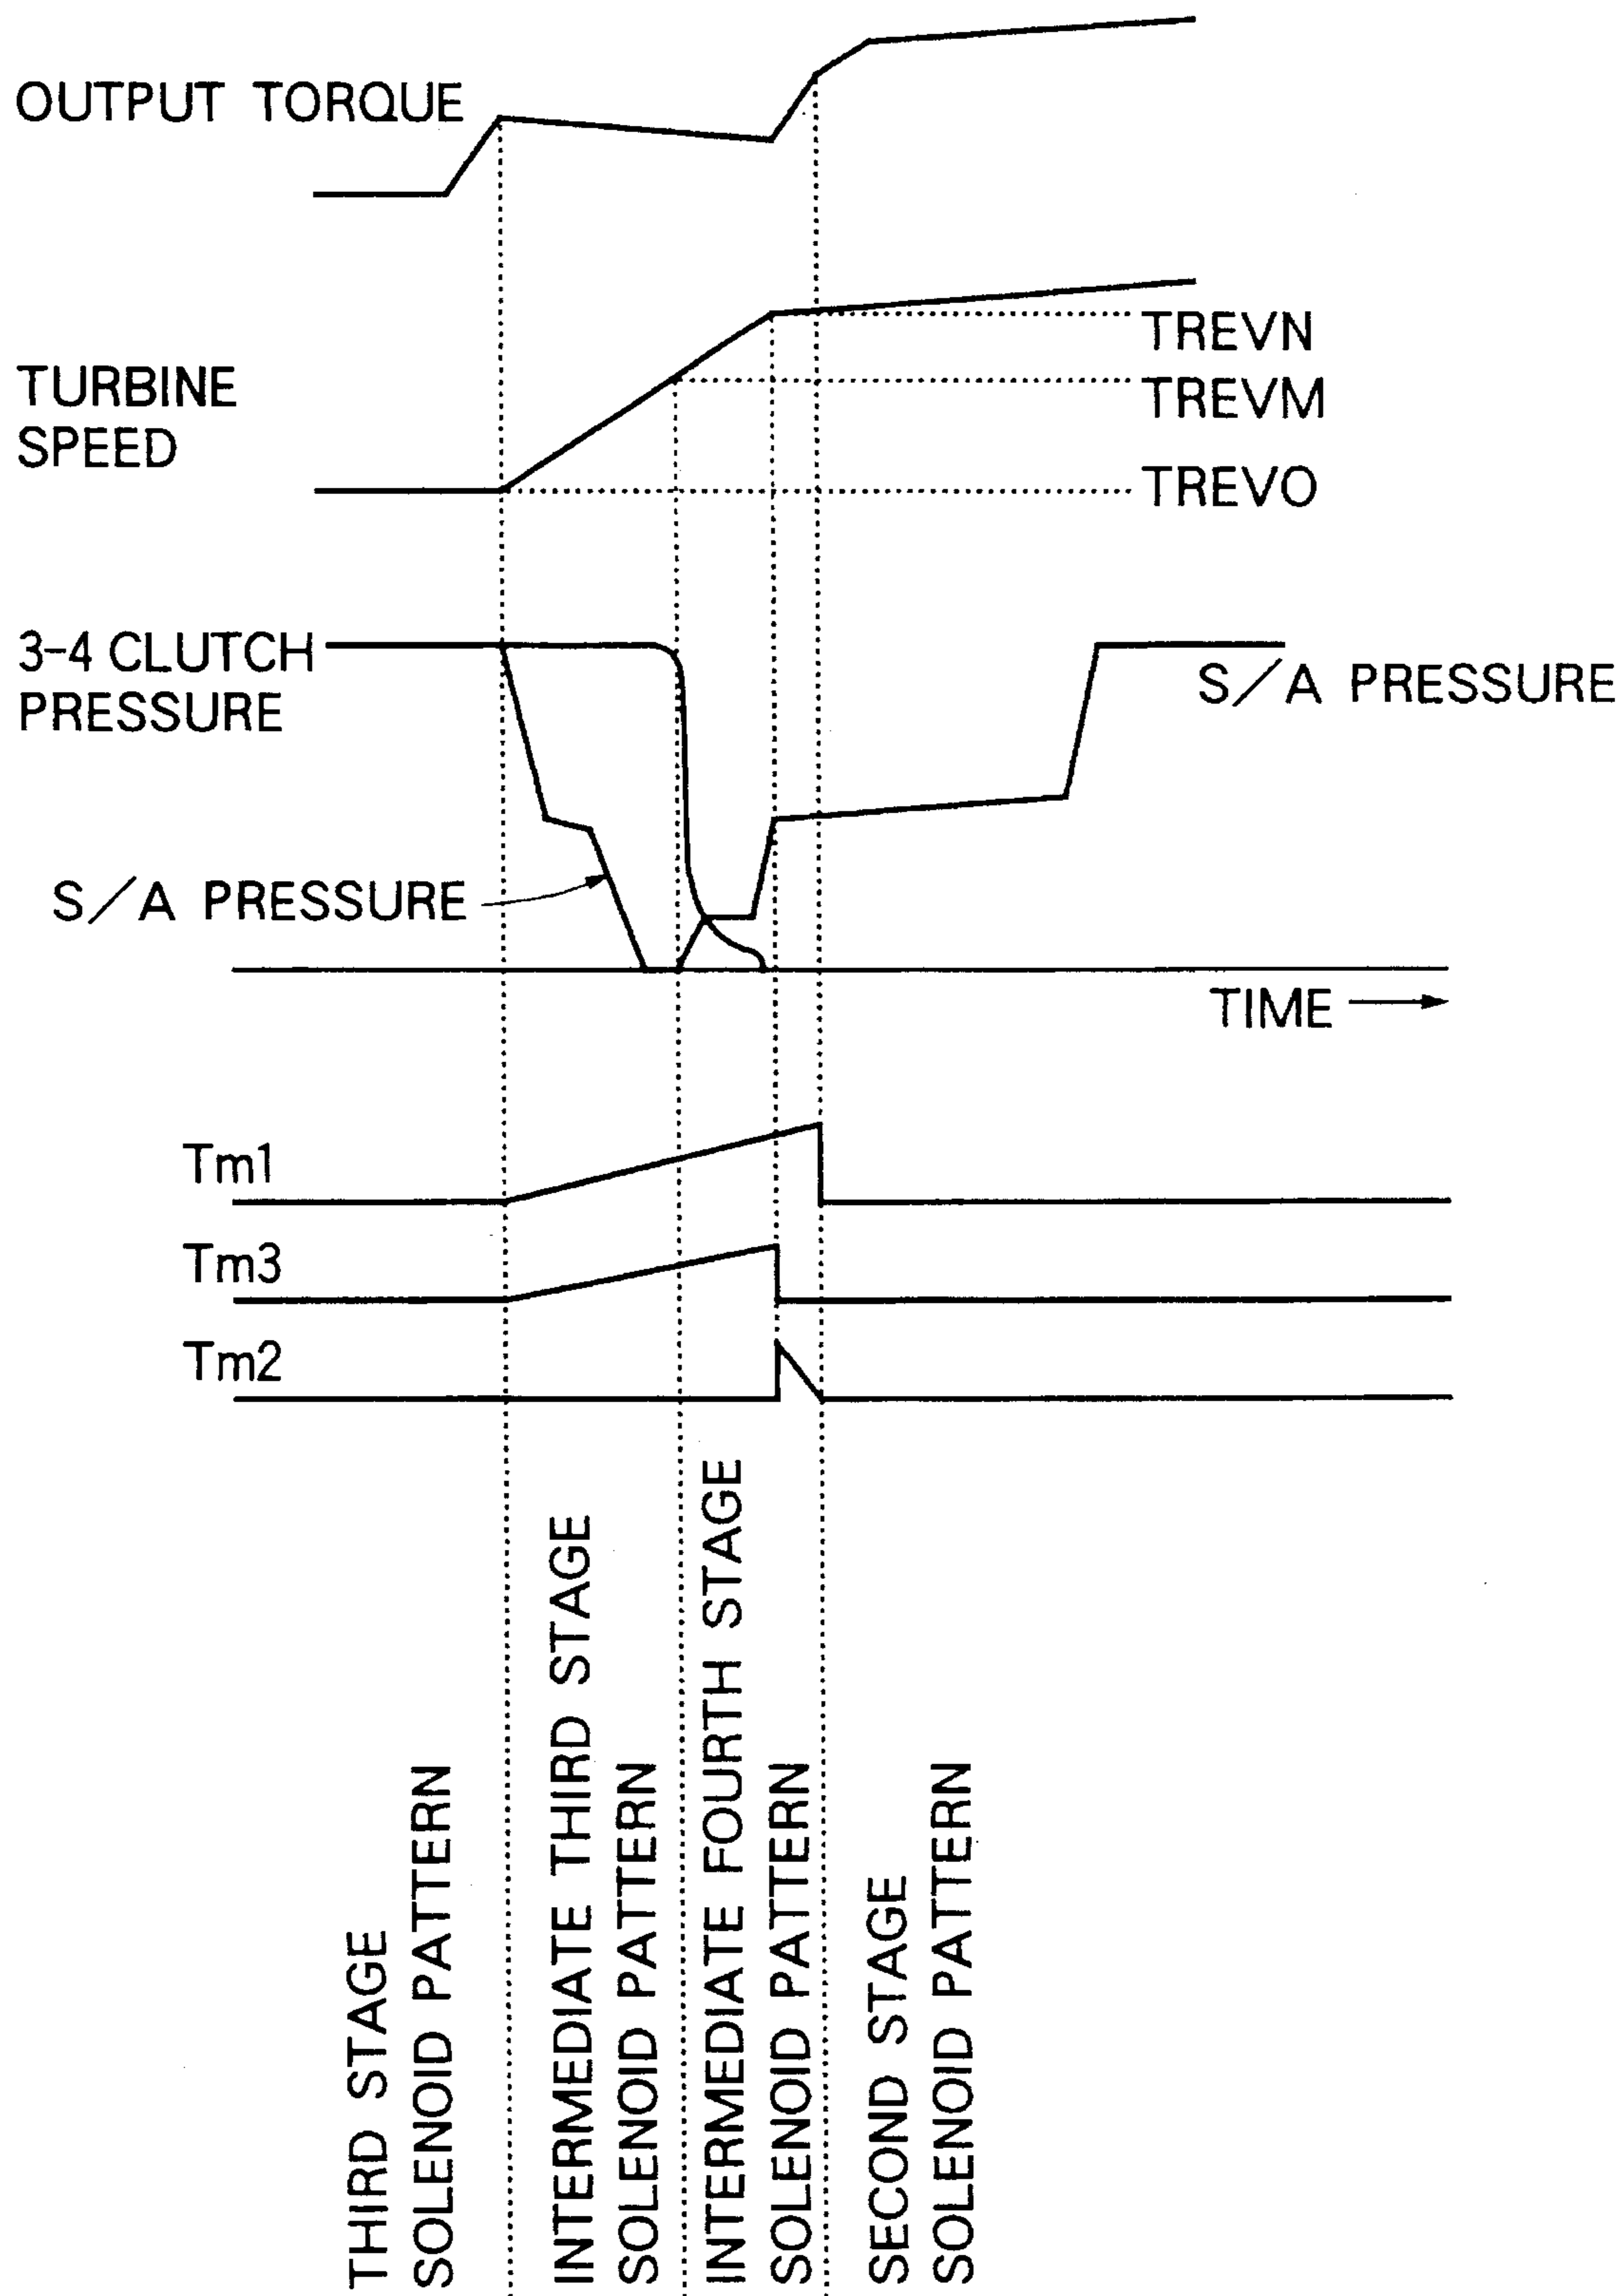 OUTPUT TORQUE
TREVN
TURBINE
SPEED
TREVM
TREVO
3-4 CLUTCH
PRESSURE
S/A PRESSURE
S/A PRESSURE
TIME
Tm1
Tm3
Tm2
THIRD STAGE
SOLENOID PATTERN
INTERMEDIATE THIRD STAGE
SOLENOID PATTERN
INTERMEDIATE FOURTH STAGE
SOLENOID PATTERN
SECOND STAGE
SOLENOID PATTERN